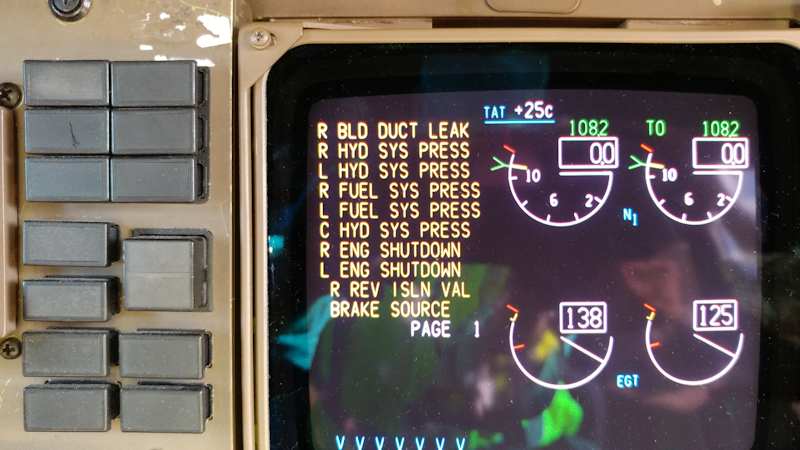 TAT +25c
R BLD DUCT LEAK
R HYD SYS PRESS
L HYD SYS PRESS
R FUEL SYS PRESS
L FUEL SYS PRESS
C HYD SYS PRESS
R ENG SHUTDOWN
L ENG SHUTDOWN
R REV ISLN VAL
BRAKE SOURCE
PAGE 1
V V V V V V V
1082 TO 1082
0.0 0.0
10 6 2 10 6 2
N1
138 125
EGT